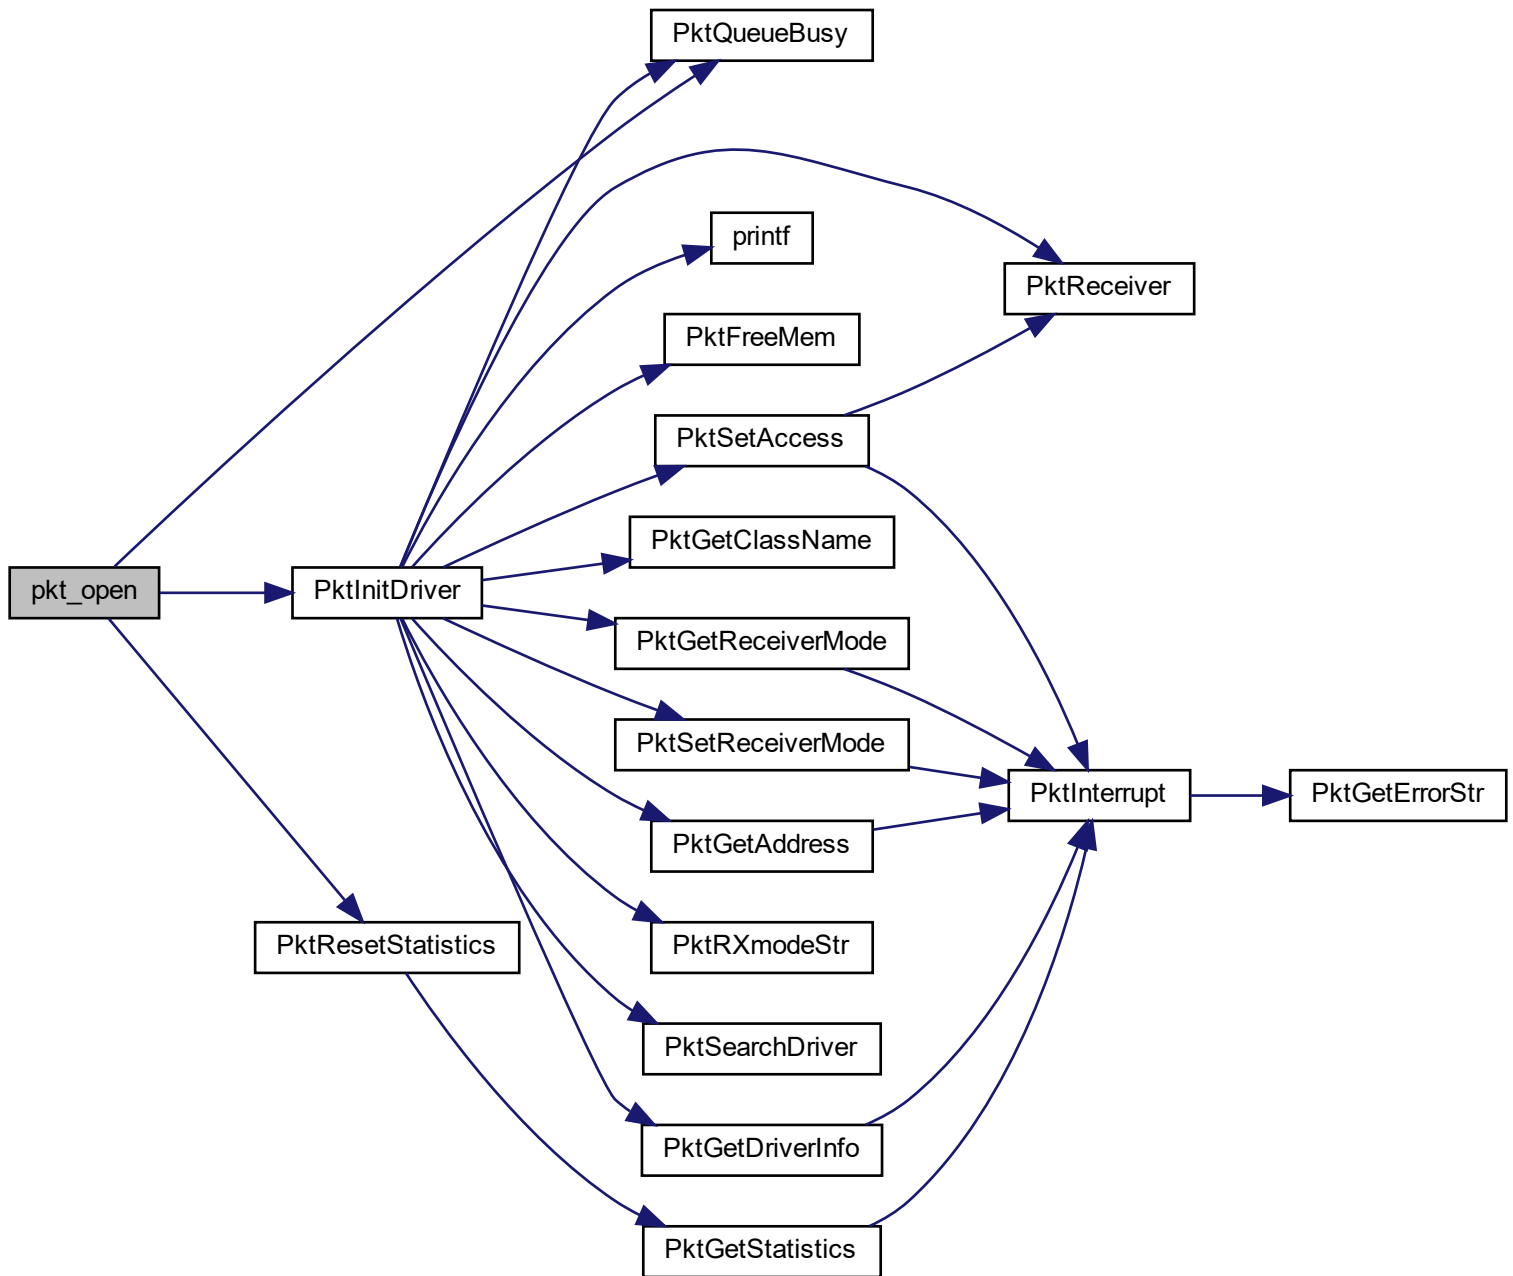 PktQueueBusy
printf
PktReceiver
PktFreeMem
PktSetAccess
PktGetClassName
pkt_open
PktInitDriver
PktGetReceiverMode
PktSetReceiverMode
PktInterrupt
PktGetErrorStr
PktGetAddress
PktResetStatistics
PktRXmodeStr
PktSearchDriver
PktGetDriverInfo
PktGetStatistics